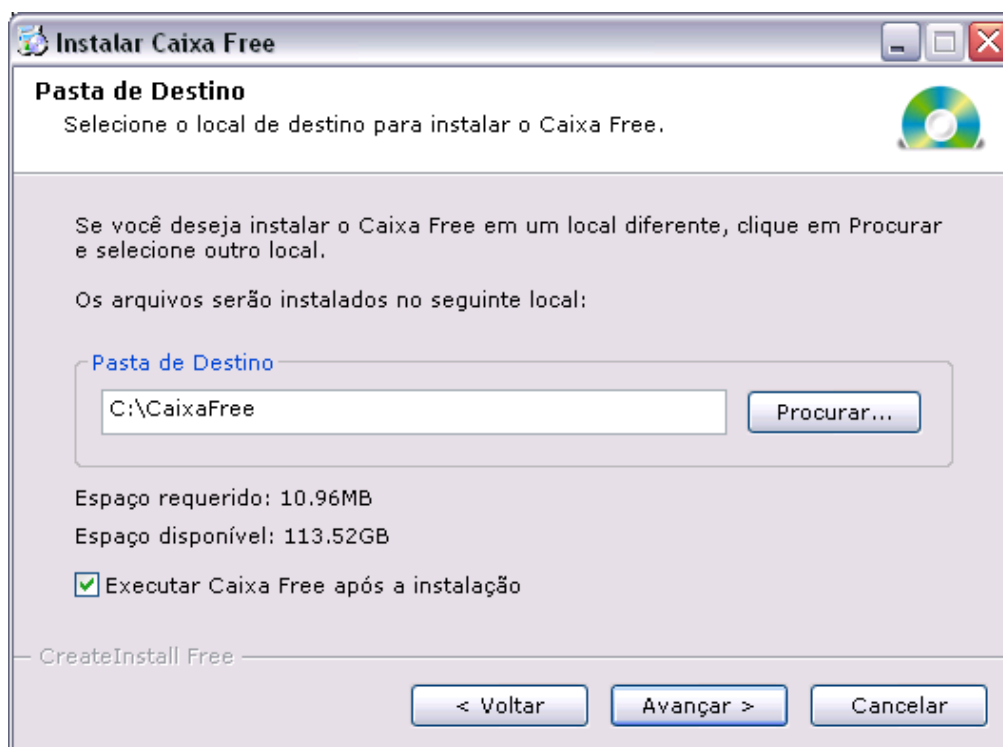 Instalar Caixa Free
Pasta de Destino
Selecione o local de destino para instalar o Caixa Free.
Se você deseja instalar o Caixa Free em um local diferente, clique em Procurar
e selecione outro local.
Os arquivos serão instalados no seguinte local:
Pasta de Destino
C:\CaixaFree
Procurar...
Espaço requerido: 10.96MB
Espaço disponível: 113.52GB
Executar Caixa Free após a instalação
CreateInstall Free
< Voltar
Avançar >
Cancelar